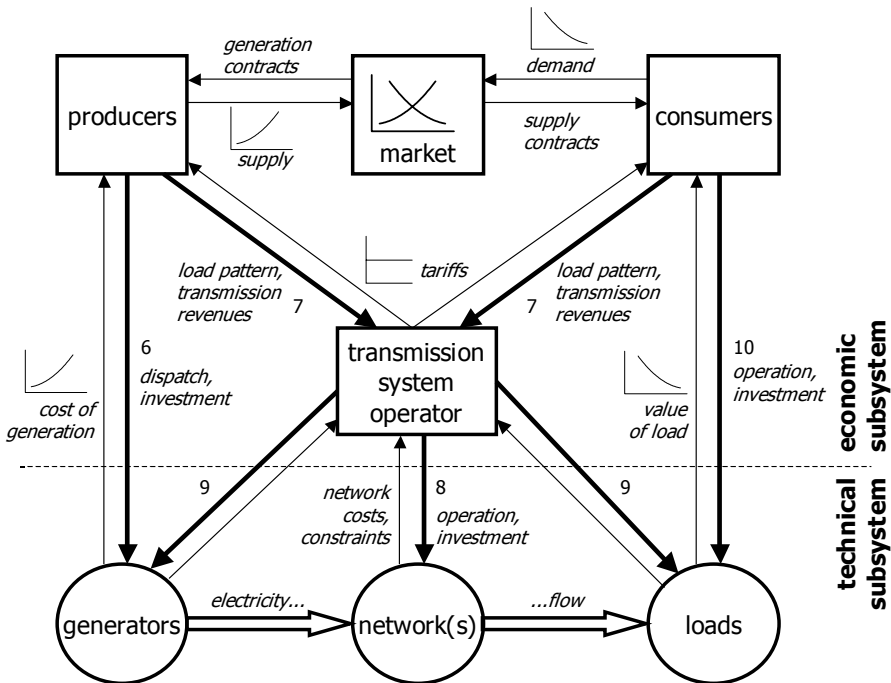 generation
contracts
demand
producers
market
consumers
supply
supply
contracts
load pattern,
transmission
revenues
7
tariffs
7
load pattern,
transmission
revenues
transmission
system
operator
6
dispatch,
investment
cost of
generation
value
of load
10
operation,
investment
economic
subsystem
9
network
costs,
constraints
8
operation,
investment
9
technical
subsystem
generators
electricity...
network(s)
...flow
loads